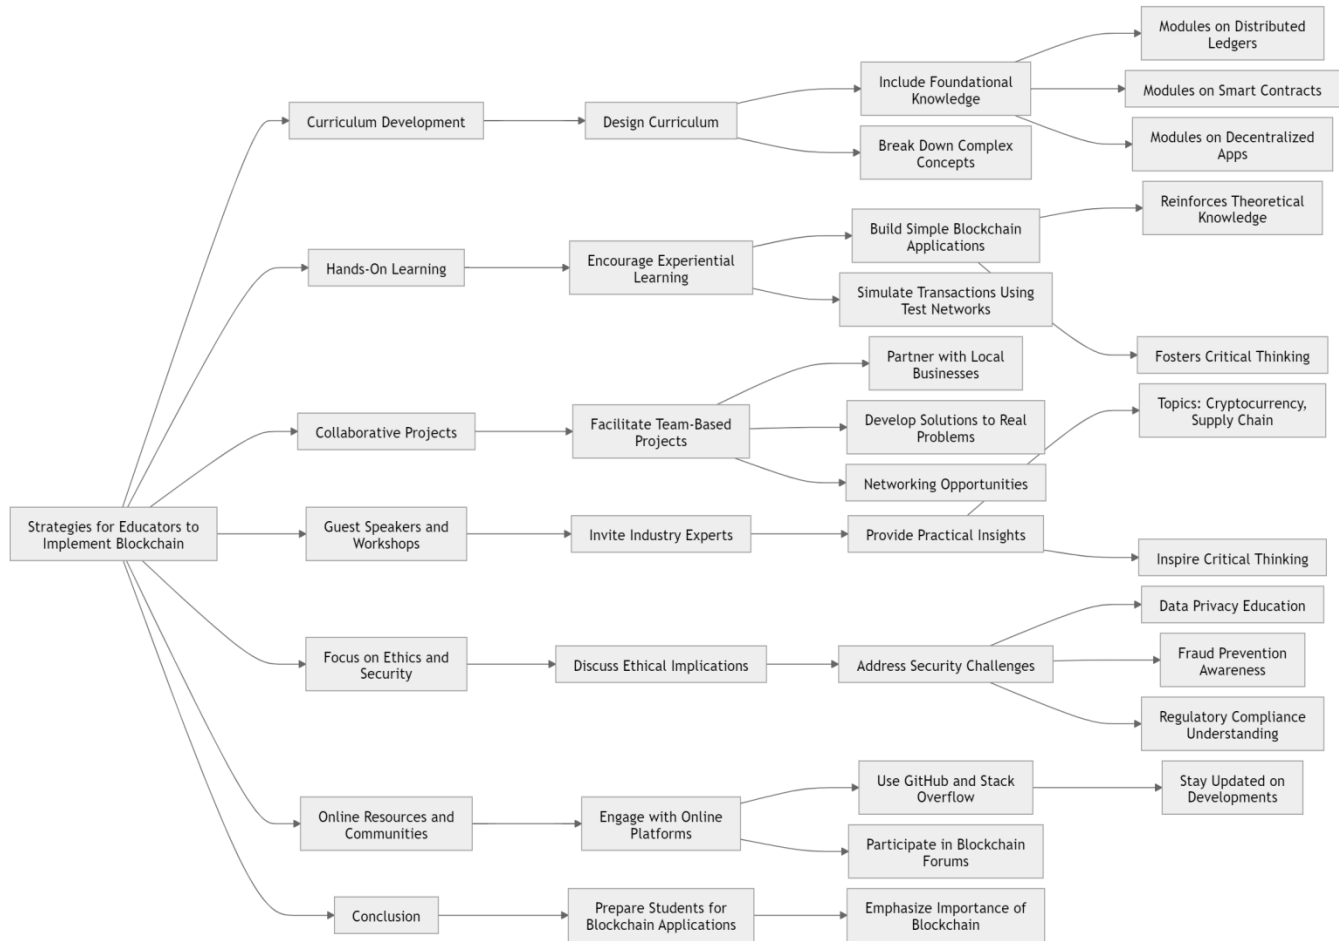 Strategies for Educators to
Implement Blockchain
Curriculum Development
Design Curriculum
Include Foundational
Knowledge
Modules on Distributed
Ledgers
Modules on Smart Contracts
Modules on Decentralized
Apps
Break Down Complex
Concepts
Hands-On Learning
Encourage Experiential
Learning
Build Simple Blockchain
Applications
Reinforces Theoretical
Knowledge
Simulate Transactions Using
Test Networks
Fosters Critical Thinking
Collaborative Projects
Facilitate Team-Based
Projects
Partner with Local
Businesses
Develop Solutions to Real
Problems
Networking Opportunities
Guest Speakers and
Workshops
Invite Industry Experts
Provide Practical Insights
Topics: Cryptocurrency,
Supply Chain
Inspire Critical Thinking
Focus on Ethics and
Security
Discuss Ethical Implications
Address Security Challenges
Data Privacy Education
Fraud Prevention
Awareness
Regulatory Compliance
Understanding
Online Resources and
Communities
Engage with Online
Platforms
Use GitHub and Stack
Overflow
Stay Updated on
Developments
Participate in Blockchain
Forums
Conclusion
Prepare Students for
Blockchain Applications
Emphasize Importance of
Blockchain